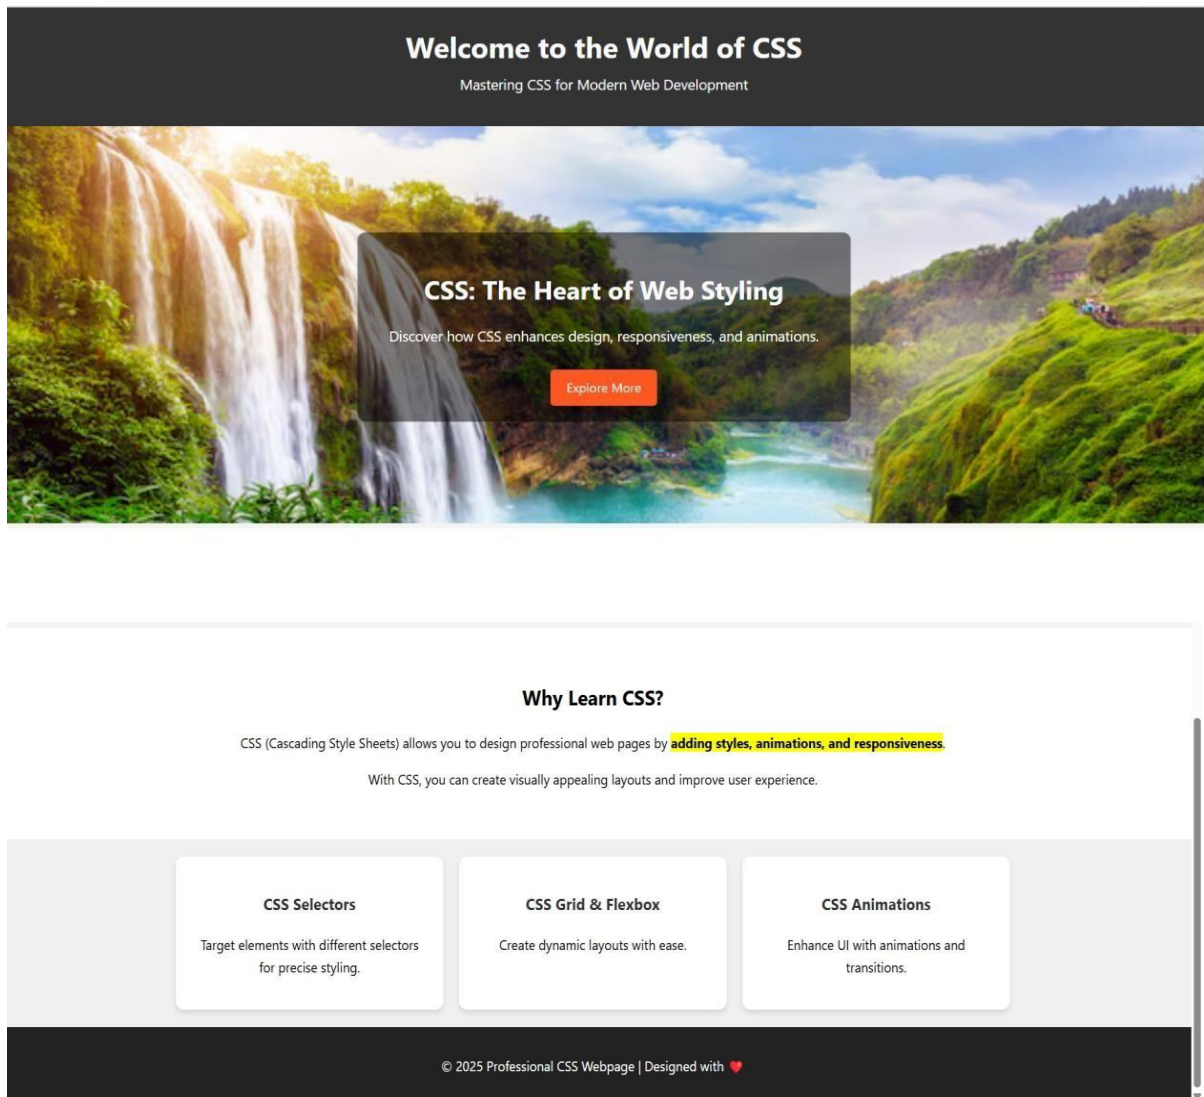 Welcome to the World of CSS
Mastering CSS for Modern Web Development
CSS: The Heart of Web Styling
Discover how CSS enhances design, responsiveness, and animations.
Explore More
Why Learn CSS?
CSS (Cascading Style Sheets) allows you to design professional web pages by adding styles, animations, and responsiveness.
With CSS, you can create visually appealing layouts and improve user experience.
CSS Selectors
Target elements with different selectors
for precise styling.
CSS Grid & Flexbox
Create dynamic layouts with ease.
CSS Animations
Enhance UI with animations and
transitions.
© 2025 Professional CSS Webpage | Designed with ❤️